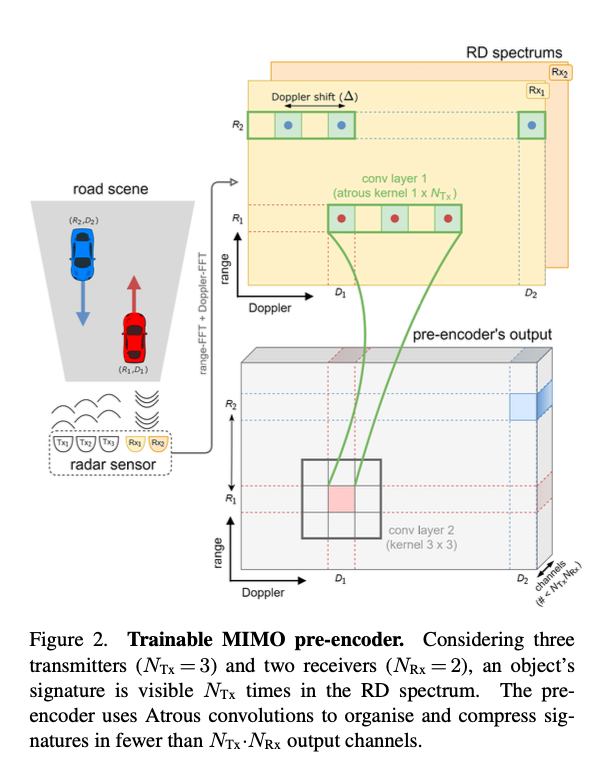 RD spectrums
Rx2
Rx1
Doppler shift (Δ)
R2
conv layer 1
(atrous kernel 1 x NTx)
R1
range
D1
D2
Doppler
road scene
(R2,D2)
(R1,D1)
range-FFT + Doppler-FFT
Tx1 Tx2 Tx3 Rx1 Rx2
radar sensor
pre-encoder's output
R2
R1
conv layer 2
(kernel 3 x 3)
range
D1
D2
Doppler
channels
(# < NTxNRx)
Figure 2. Trainable MIMO pre-encoder. Considering three
transmitters (NTx = 3) and two receivers (NRx = 2), an object’s
signature is visible NTx times in the RD spectrum. The pre-
encoder uses Atrous convolutions to organise and compress sig-
natures in fewer than NTx·NRx output channels.